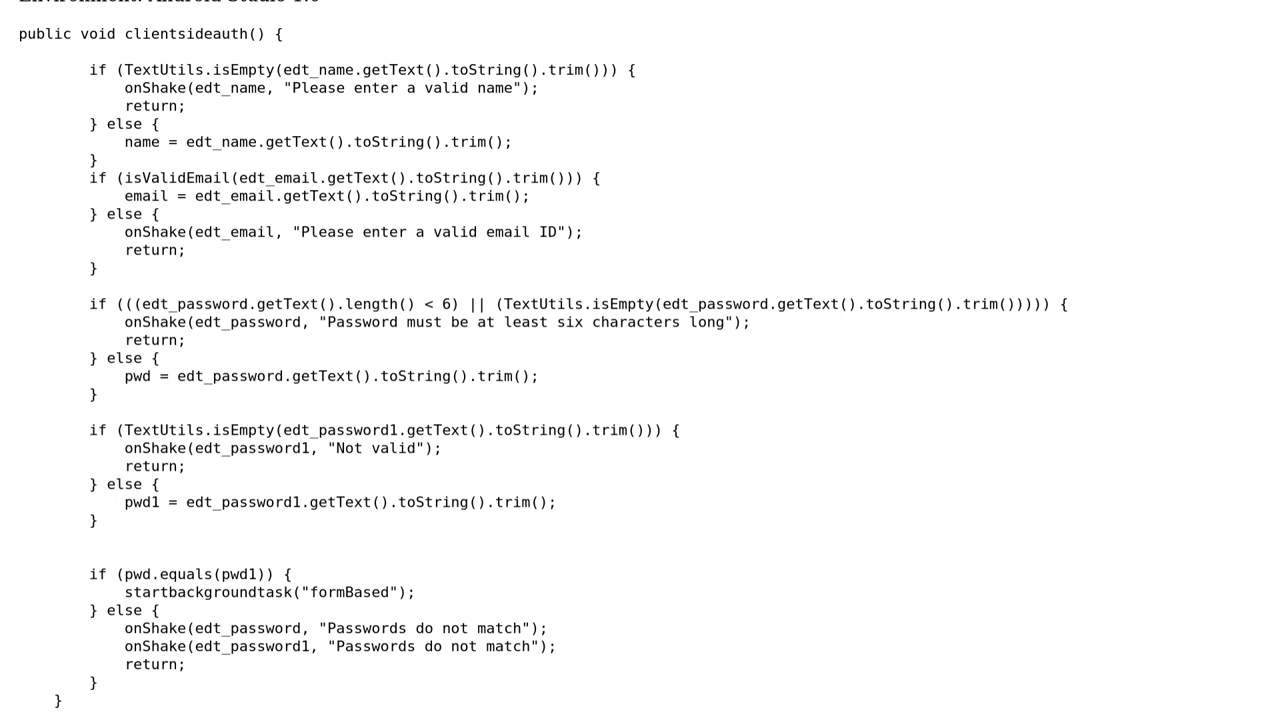 public void clientsideauth() {
if (TextUtils.isEmpty(edt_name.getText().toString().trim())) {
onShake(edt_name, "Please enter a valid name");
return;
} else {
name = edt_name.getText().toString().trim();
}
if (isValidEmail(edt_email.getText().toString().trim())) {
email = edt_email.getText().toString().trim();
} else {
onShake(edt_email, "Please enter a valid email ID");
return;
}
if (((edt_password.getText().length() < 6) || (TextUtils.isEmpty(edt_password.getText().toString().trim())))) {
onShake(edt_password, "Password must be at least six characters long");
return;
} else {
pwd = edt_password.getText().toString().trim();
}
if (TextUtils.isEmpty(edt_password1.getText().toString().trim())) {
onShake(edt_password1, "Not valid");
return;
} else {
pwd1 = edt_password1.getText().toString().trim();
}
if (pwd.equals(pwd1)) {
startbackgroundtask("formBased");
} else {
onShake(edt_password, "Passwords do not match");
onShake(edt_password1, "Passwords do not match");
return;
}
}